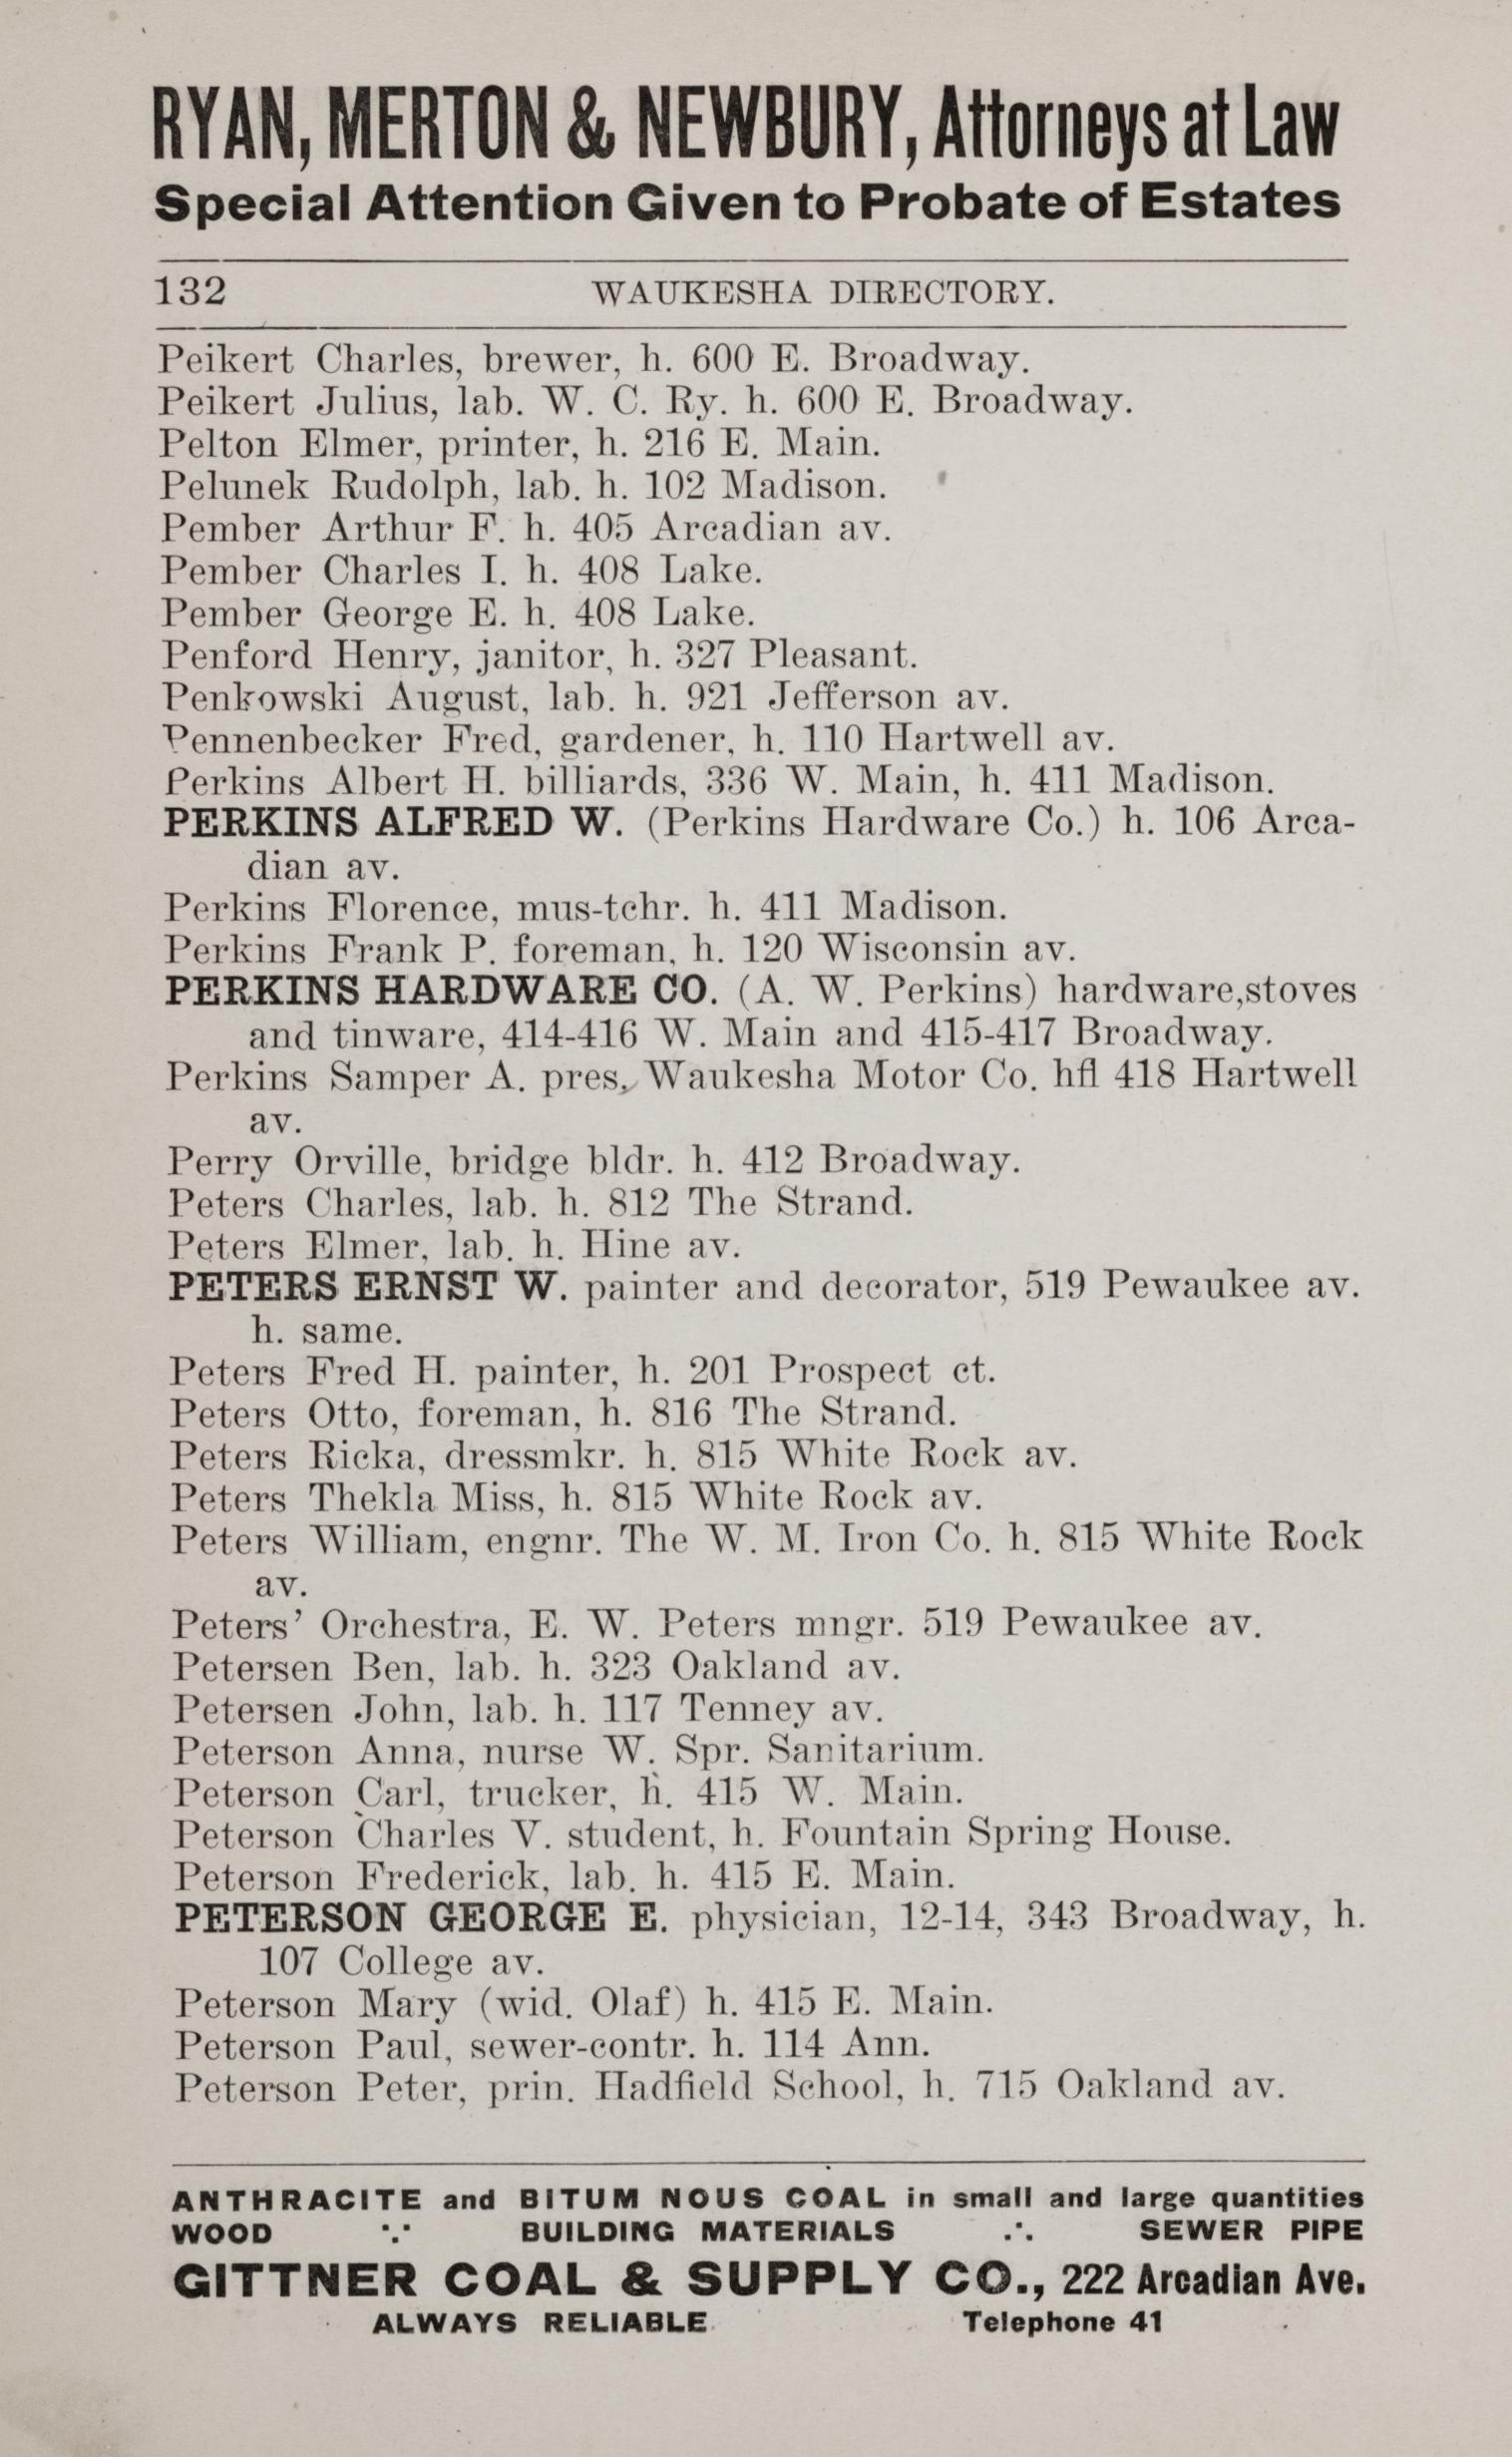 RYAN, MERTON & NEWBURY, Attorneys at Law
Special Attention Given to Probate of Estates
132 WAUKESHA DIRECTORY.
Peikert Charles, brewer, h. 600 E. Broadway.
Peikert Julius, lab. W. C. Ry. h. 600 E. Broadway.
Pelton Elmer, printer, h. 216 E. Main.
Pelunek Rudolph, lab. h. 102 Madison.
Pember Arthur F. h. 405 Arcadian av.
Pember Charles I. h. 408 Lake.
Pember George E. h. 408 Lake.
Penford Henry, janitor, h. 327 Pleasant.
Penkowski August, lab. h. 921 Jefferson av.
Pennenbecker Fred, gardener, h. 110 Hartwell av.
Perkins Albert H. billiards, 336 W. Main, h. 411 Madison.
PERKINS ALFRED W. (Perkins Hardware Co.) h. 106 Arca-
dian av.
Perkins Florence, mus-tchr. h. 411 Madison.
Perkins Frank P. foreman, h. 120 Wisconsin av.
PERKINS HARDWARE CO. (A. W. Perkins) hardware,stoves
and tinware, 414-416 W. Main and 415-417 Broadway.
Perkins Samper A. pres. Waukesha Motor Co. hfl 418 Hartwell
av.
Perry Orville, bridge bldr. h. 412 Broadway.
Peters Charles, lab. h. 812 The Strand.
Peters Elmer, lab. h. Hine av.
PETERS ERNST W. painter and decorator, 519 Pewaukee av.
h. same.
Peters Fred H. painter, h. 201 Prospect ct.
Peters Otto, foreman, h. 816 The Strand.
Peters Ricka, dressmkr. h. 815 White Rock av.
Peters Thekla Miss, h. 815 White Rock av.
Peters William, engnr. The W. M. Iron Co. h. 815 White Rock
av.
Peters’ Orchestra, E. W. Peters mngr. 519 Pewaukee av.
Petersen Ben, lab. h. 323 Oakland av.
Petersen John, lab. h. 117 Tenney av.
Peterson Anna, nurse W. Spr. Sanitarium.
Peterson Carl, trucker, h. 415 W. Main.
Peterson Charles V. student, h. Fountain Spring House.
Peterson Frederick, lab. h. 415 E. Main.
PETERSON GEORGE E. physician, 12-14, 343 Broadway, h.
107 College av.
Peterson Mary (wid. Olaf) h. 415 E. Main.
Peterson Paul, sewer-contr. h. 114 Ann.
Peterson Peter, prin. Hadfield School, h. 715 Oakland av.
ANTHRACITE and BITUM NOUS COAL in small and large quantities
WOOD ∵ BUILDING MATERIALS ∴ SEWER PIPE
GITTNER COAL & SUPPLY CO., 222 Arcadian Ave.
ALWAYS RELIABLE. Telephone 41